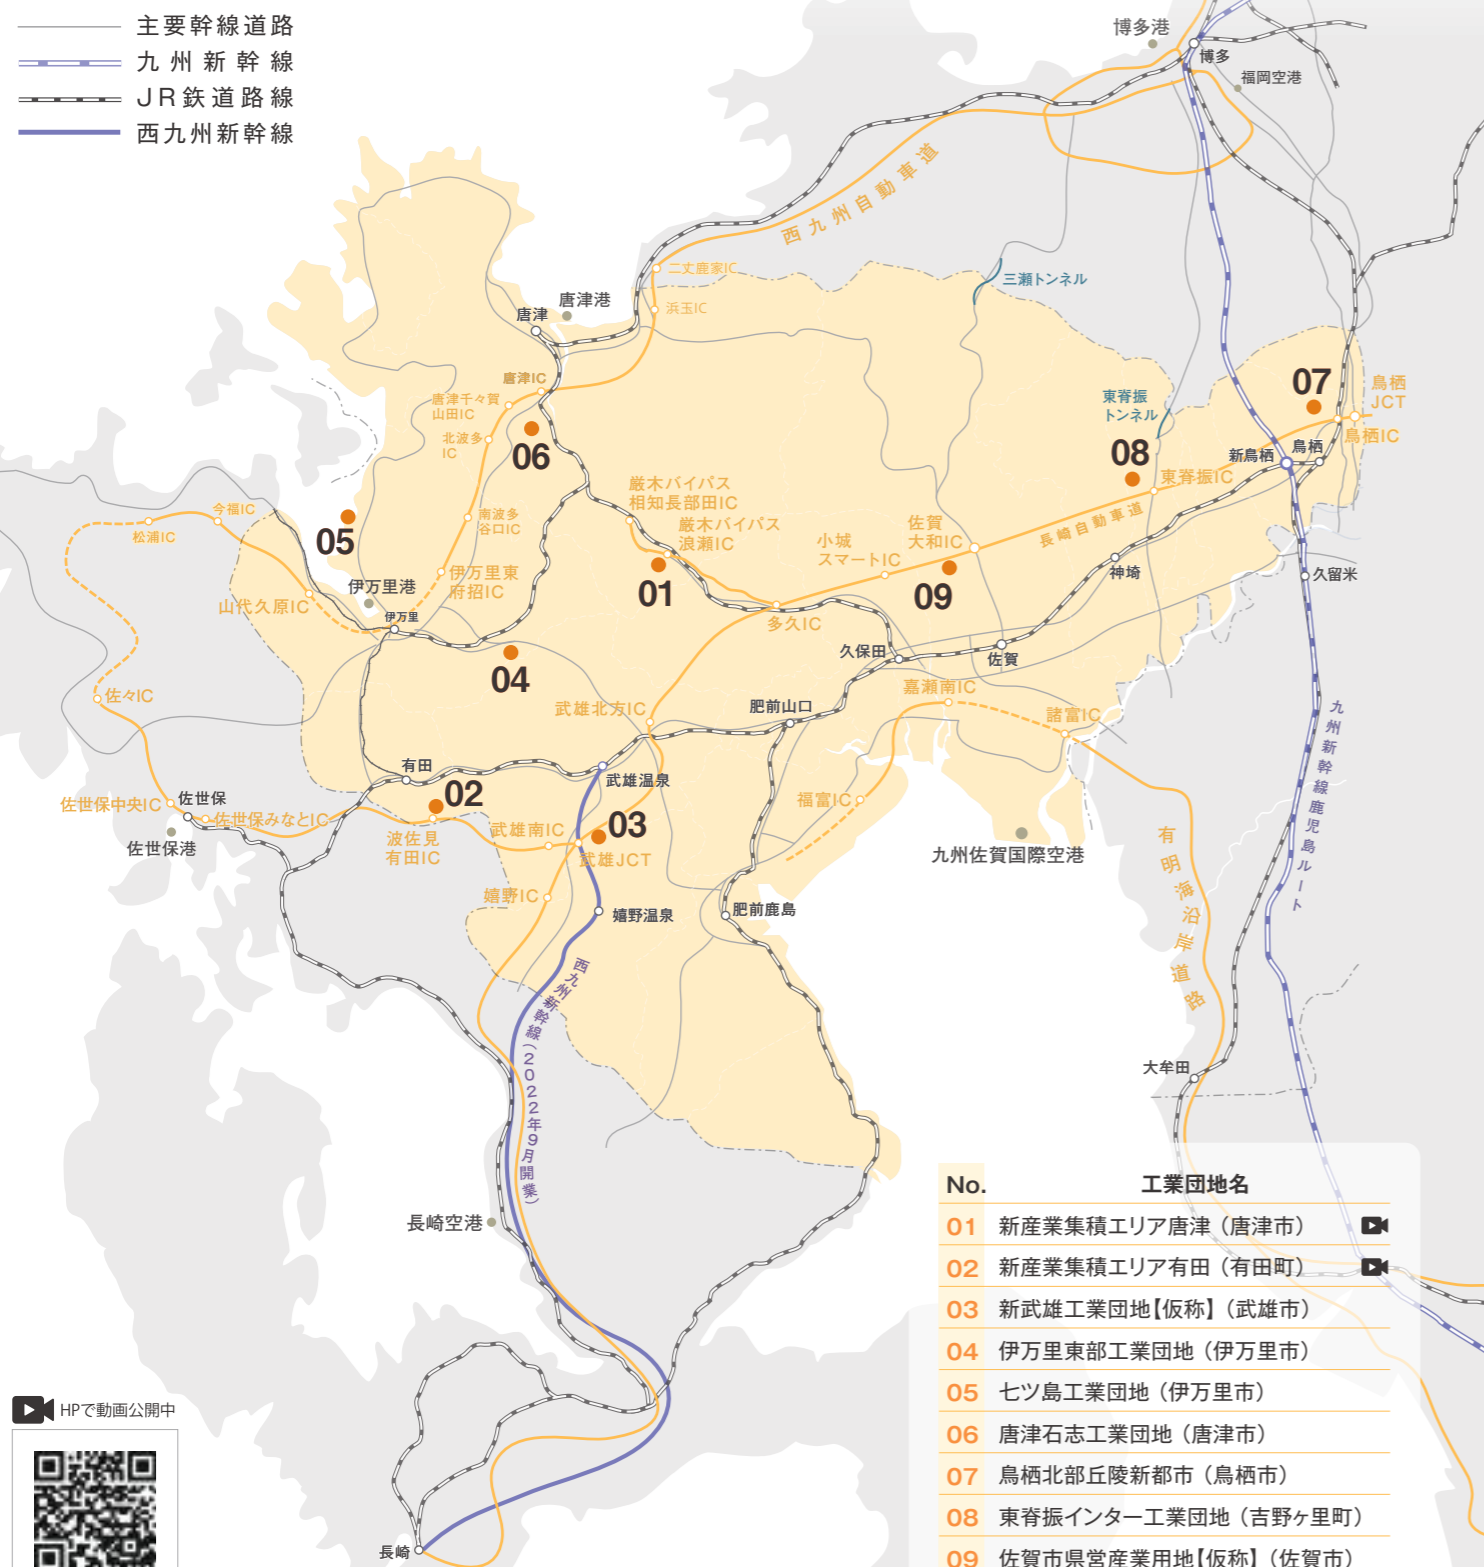 主要幹線道路
九州新幹線
JR鉄道路線
西九州新幹線
博多港
博多
福岡空港
西九州自動車道
二丈鹿家IC
三瀬トンネル
唐津港
浜玉IC
唐津
唐津IC
唐津千々賀
山田IC
北波多
IC
06
東脊振
トンネル
07
鳥栖
JCT
鳥栖IC
鳥栖
新鳥栖
08
東脊振IC
長崎自動車道
厳木バイパス
相知長部田IC
厳木バイパス
浪瀬IC
南波多
谷口IC
今福IC
松浦IC
05
佐賀
大和IC
小城
スマートIC
01
09
神埼
久留米
伊万里港
伊万里東
府招IC
山代久原IC
伊万里
多久IC
04
久保田
佐賀
佐々IC
嘉瀬南IC
諸富IC
武雄北方IC
肥前山口
九州新幹線鹿児島ルート
有田
武雄温泉
02
福富IC
佐世保中央IC
佐世保
佐世保みなとIC
佐世保港
波佐見
有田IC
武雄南IC
03
武雄JCT
九州佐賀国際空港
有明海沿岸道路
嬉野IC
嬉野温泉
肥前鹿島
西九州新幹線(2022年9月開業)
大牟田
長崎空港
長崎
No. 工業団地名
01 新産業集積エリア唐津(唐津市)
02 新産業集積エリア有田(有田町)
03 新武雄工業団地【仮称】(武雄市)
04 伊万里東部工業団地(伊万里市)
05 七ツ島工業団地(伊万里市)
06 唐津石志工業団地(唐津市)
07 鳥栖北部丘陵新都市(鳥栖市)
08 東脊振インター工業団地(吉野ヶ里町)
09 佐賀市県営産業用地【仮称】(佐賀市)
HPで動画公開中